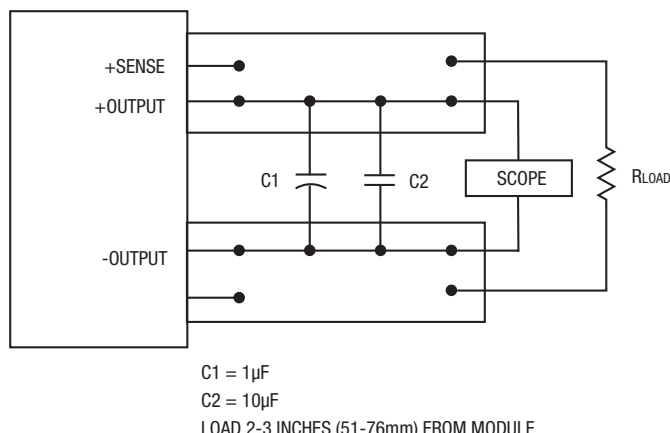 +SENSE
+OUTPUT
C1
C2
SCOPE
RLOAD
-OUTPUT
C1 = 1µF
C2 = 10µF
LOAD 2-3 INCHES (51-76mm) FROM MODULE